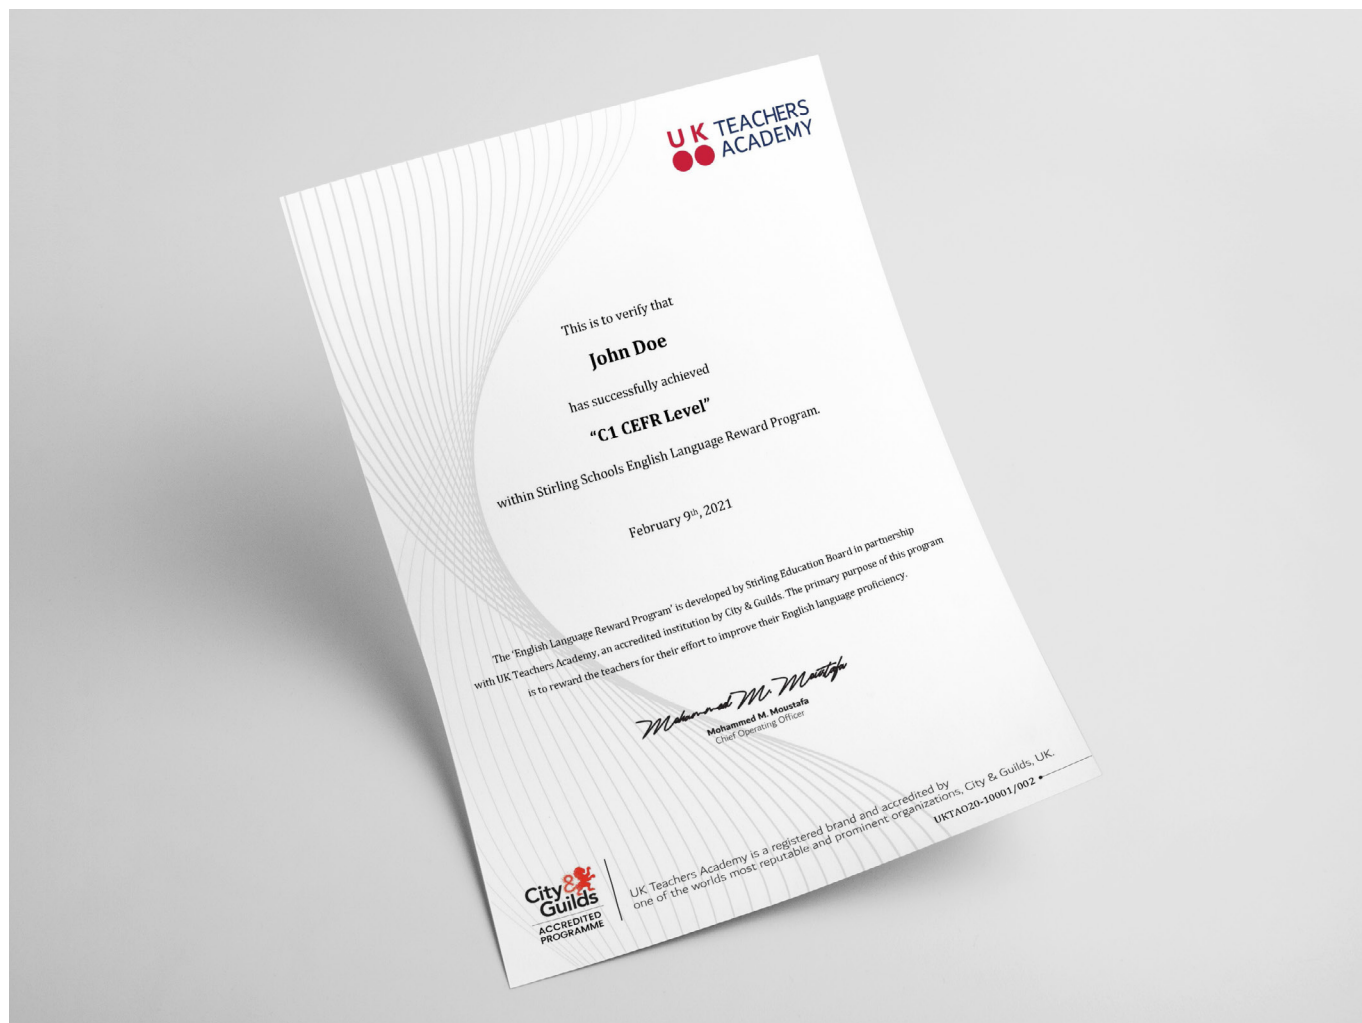 UK TEACHERS
ACADEMY
This is to verify that
John Doe
has successfully achieved
“C1 CEFR Level”
within Stirling Schools English Language Reward Program.
February 9th, 2021
The ‘English Language Reward Program’ is developed by Stirling Education Board in partnership
with UK Teachers Academy, an accredited institution by City & Guilds. The primary purpose of this program
is to reward the teachers for their effort to improve their English language proficiency.
Mohammed M. Moustafa
Mohammed M. Moustafa
Chief Operating Officer
City &
Guilds
ACCREDITED
PROGRAMME
UK Teachers Academy is a registered brand and accredited by
one of the worlds most reputable and prominent organizations, City & Guilds, UK.
UKTAO20-10001/002